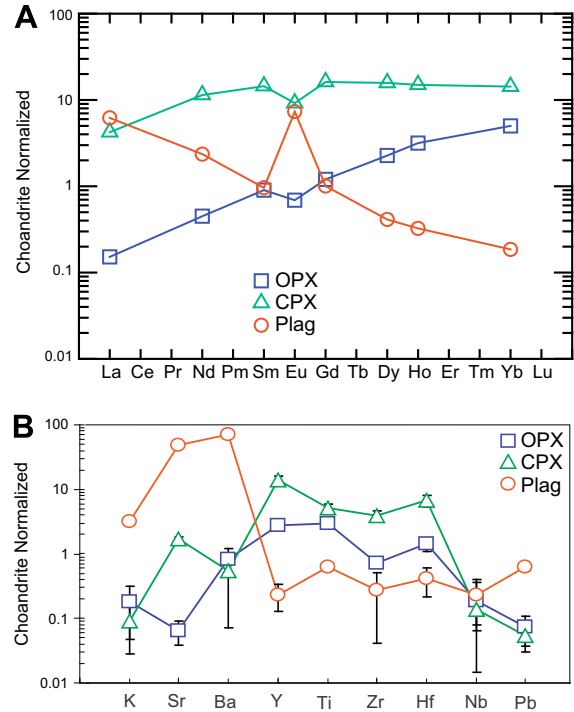 A
Choandrite Normalized
100
10
1
0.1
0.01
OPX
CPX
Plag
La Ce Pr Nd Pm Sm Eu Gd Tb Dy Ho Er Tm Yb Lu
B
Choandrite Normalized
100
10
1
0.1
0.01
OPX
CPX
Plag
K Sr Ba Y Ti Zr Hf Nb Pb